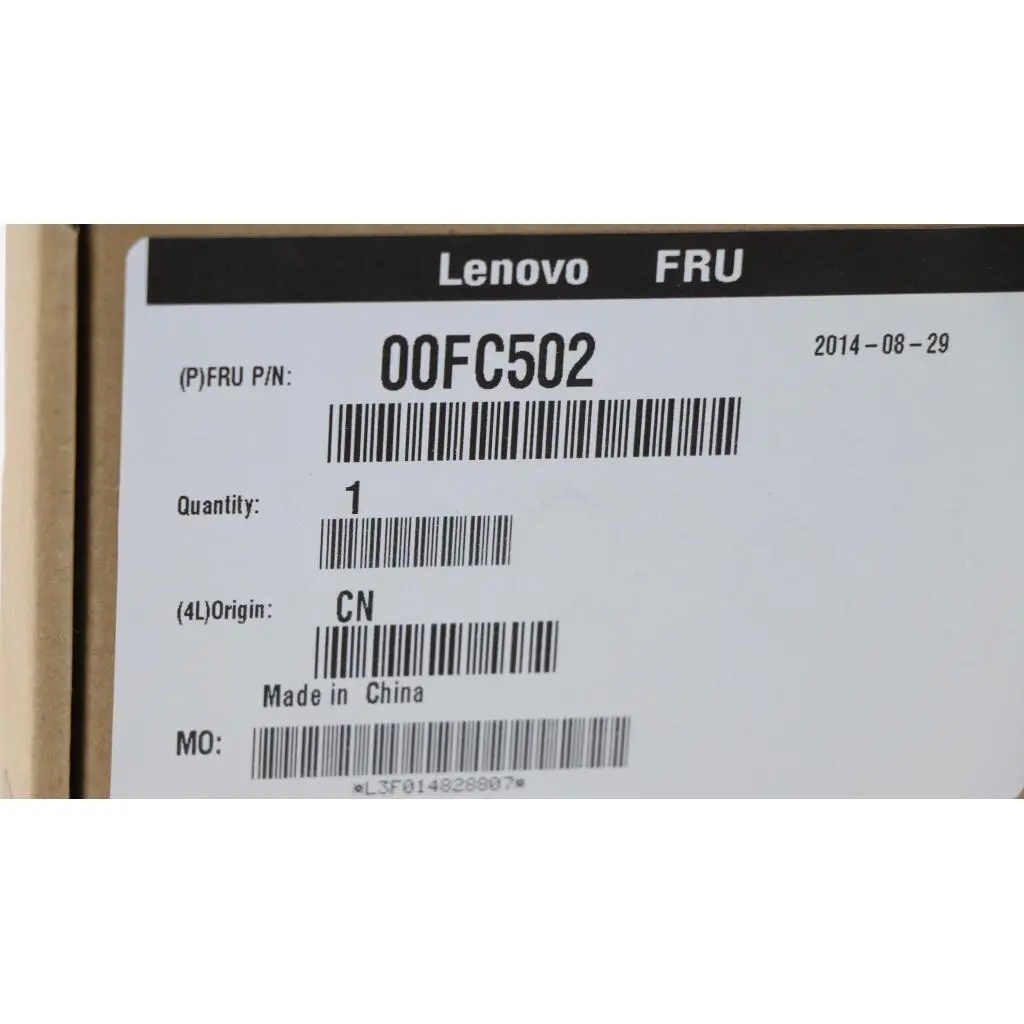 Lenovo FRU
(P)FRU P/N: 00FC502 2014-08-29
Quantity: 1
(4L)Origin: CN
Made in China
MO:
*L3F014828807*